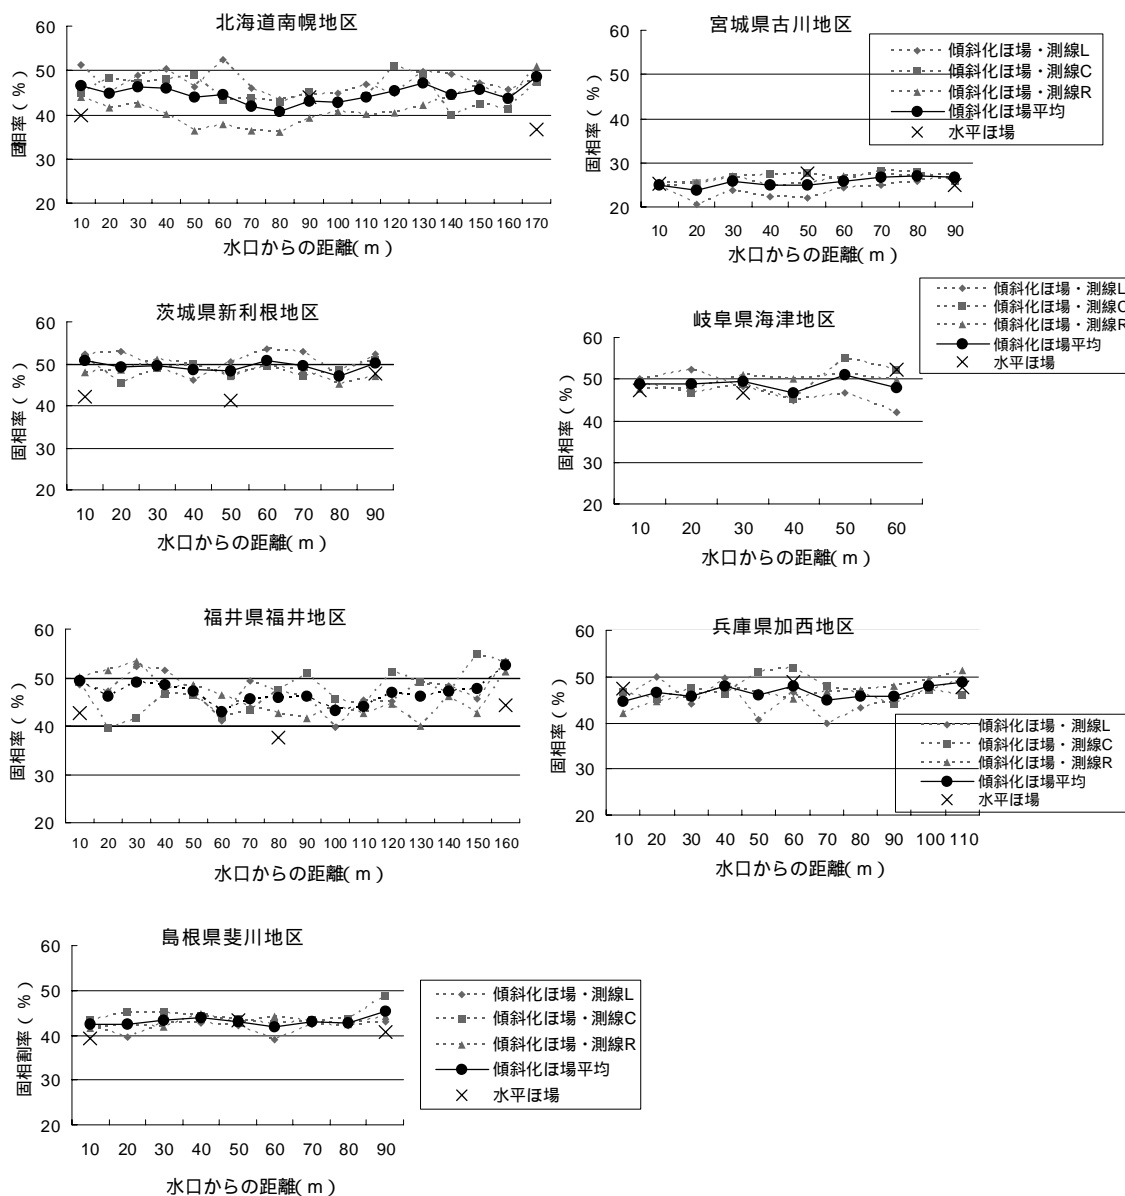 北海道南幌地区
60
50
40
30
20
固相率(%)
10 20 30 40 50 60 70 80 90 100 110 120 130 140 150 160 170
水口からの距離(m)
宮城県古川地区
60
50
40
30
20
固相率(%)
10 20 30 40 50 60 70 80 90
水口からの距離(m)
傾斜化ほ場・測線L
傾斜化ほ場・測線C
傾斜化ほ場・測線R
傾斜化ほ場平均
水平ほ場
茨城県新利根地区
60
50
40
30
20
固相率(%)
10 20 30 40 50 60 70 80 90
水口からの距離(m)
岐阜県海津地区
60
50
40
30
20
固相率(%)
10 20 30 40 50 60
水口からの距離(m)
傾斜化ほ場・測線L
傾斜化ほ場・測線C
傾斜化ほ場・測線R
傾斜化ほ場平均
水平ほ場
福井県福井地区
60
50
40
30
20
固相率(%)
10 20 30 40 50 60 70 80 90 100 110 120 130 140 150 160
水口からの距離(m)
兵庫県加西地区
60
50
40
30
20
固相率(%)
10 20 30 40 50 60 70 80 90 100 110
水口からの距離(m)
傾斜化ほ場・測線L
傾斜化ほ場・測線C
傾斜化ほ場・測線R
傾斜化ほ場平均
水平ほ場
島根県斐川地区
60
50
40
30
20
固相割率(%)
10 20 30 40 50 60 70 80 90
水口からの距離(m)
傾斜化ほ場・測線L
傾斜化ほ場・測線C
傾斜化ほ場・測線R
傾斜化ほ場平均
水平ほ場